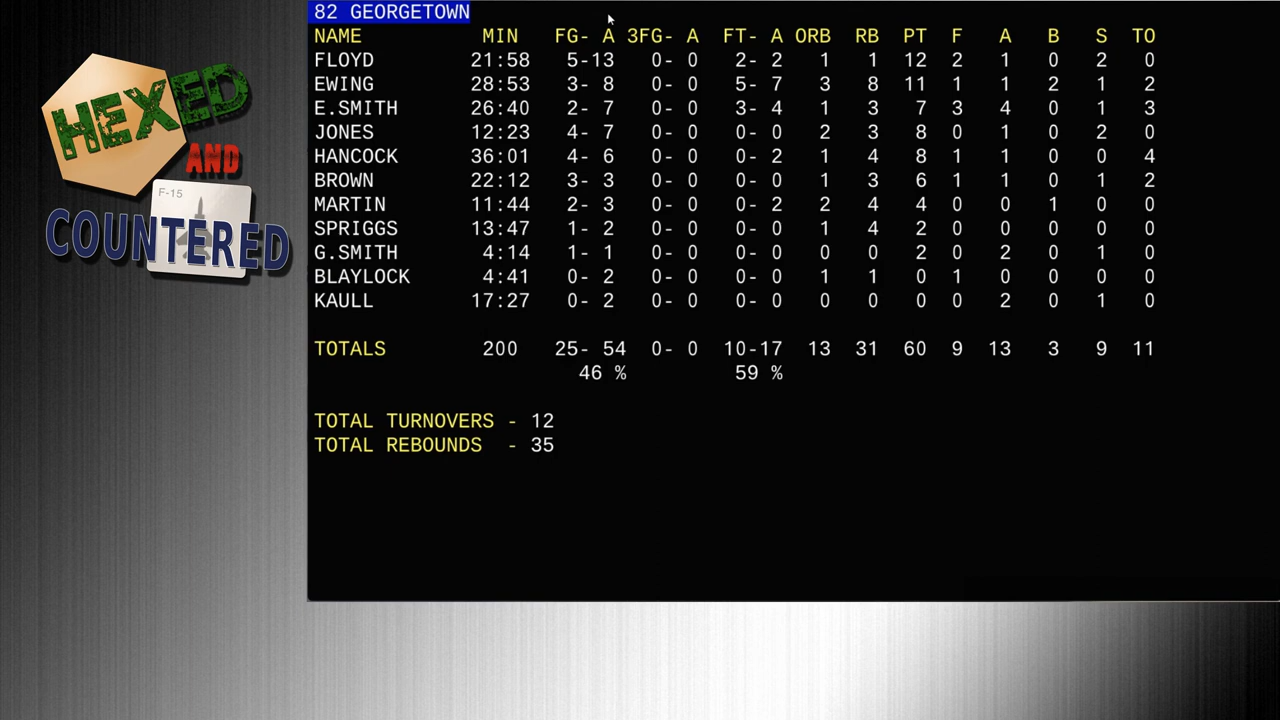 HEXED
AND
F-15
COUNTERED
82 GEORGETOWN
NAME MIN FG- A 3FG- A FT- A ORB RB PT F A B S TO
FLOYD 21:58 5-13 0- 0 2- 2 1 1 12 2 1 0 2 0
EWING 28:53 3- 8 0- 0 5- 7 3 8 11 1 1 2 1 2
E.SMITH 26:40 2- 7 0- 0 3- 4 1 3 7 3 4 0 1 3
JONES 12:23 4- 7 0- 0 0- 0 2 3 8 0 1 0 2 0
HANCOCK 36:01 4- 6 0- 0 0- 2 1 4 8 1 1 0 0 4
BROWN 22:12 3- 3 0- 0 0- 0 1 3 6 1 1 0 1 2
MARTIN 11:44 2- 3 0- 0 0- 2 2 4 4 0 0 1 0 0
SPRIGGS 13:47 1- 2 0- 0 0- 0 1 4 2 0 0 0 0 0
G.SMITH 4:14 1- 1 0- 0 0- 0 0 0 2 0 2 0 1 0
BLAYLOCK 4:41 0- 2 0- 0 0- 0 1 1 0 1 0 0 0 0
KAULL 17:27 0- 2 0- 0 0- 0 0 0 0 0 2 0 1 0
TOTALS 200 25- 54 0- 0 10-17 13 31 60 9 13 3 9 11
46 % 59 %
TOTAL TURNOVERS - 12
TOTAL REBOUNDS - 35